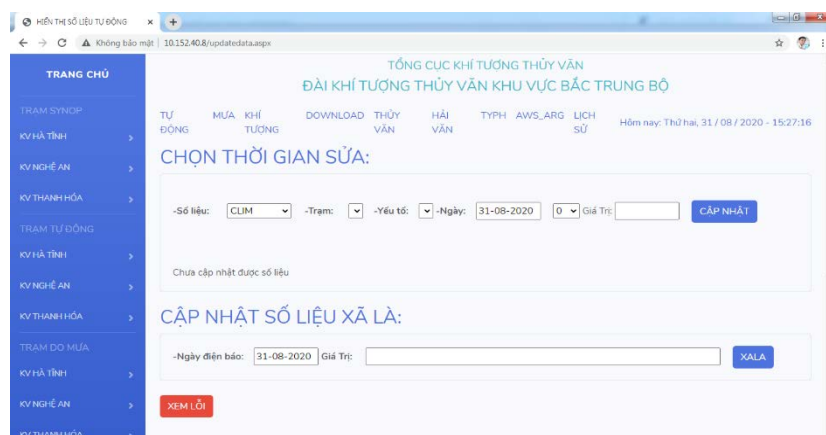 HIỂN THỊ SỐ LIỆU TỰ ĐỘNG
Không bảo mật | 10.152.40.8/updatedata.aspx
TRANG CHỦ
TỔNG CỤC KHÍ TƯỢNG THỦY VĂN
ĐÀI KHÍ TƯỢNG THỦY VĂN KHU VỰC BẮC TRUNG BỘ
TRẠM SYNOP
KV HÀ TĨNH
KV NGHỆ AN
KV THANH HÓA
TRẠM TỰ ĐỘNG
KV HÀ TĨNH
KV NGHỆ AN
KV THANH HÓA
TRẠM DO MƯA
KV HÀ TĨNH
KV NGHỆ AN
KV THANH HÓA
TỰ ĐỘNG
MƯA
KHÍ TƯỢNG
DOWNLOAD
THỦY VĂN
HẢI VĂN
TYPH
AWS_ARG
LỊCH SỬ
Hôm nay: Thứ hai, 31 / 08 / 2020 - 15:27:16
CHỌN THỜI GIAN SỬA:
-Số liệu: CLIM -Trạm: -Yếu tố: -Ngày: 31-08-2020 0 Giá Trị: CẬP NHẬT
Chưa cập nhật được số liệu
CẬP NHẬT SỐ LIỆU XÃ LÀ:
-Ngày điện báo: 31-08-2020 Giá Trị: XALA
XEM LỖI